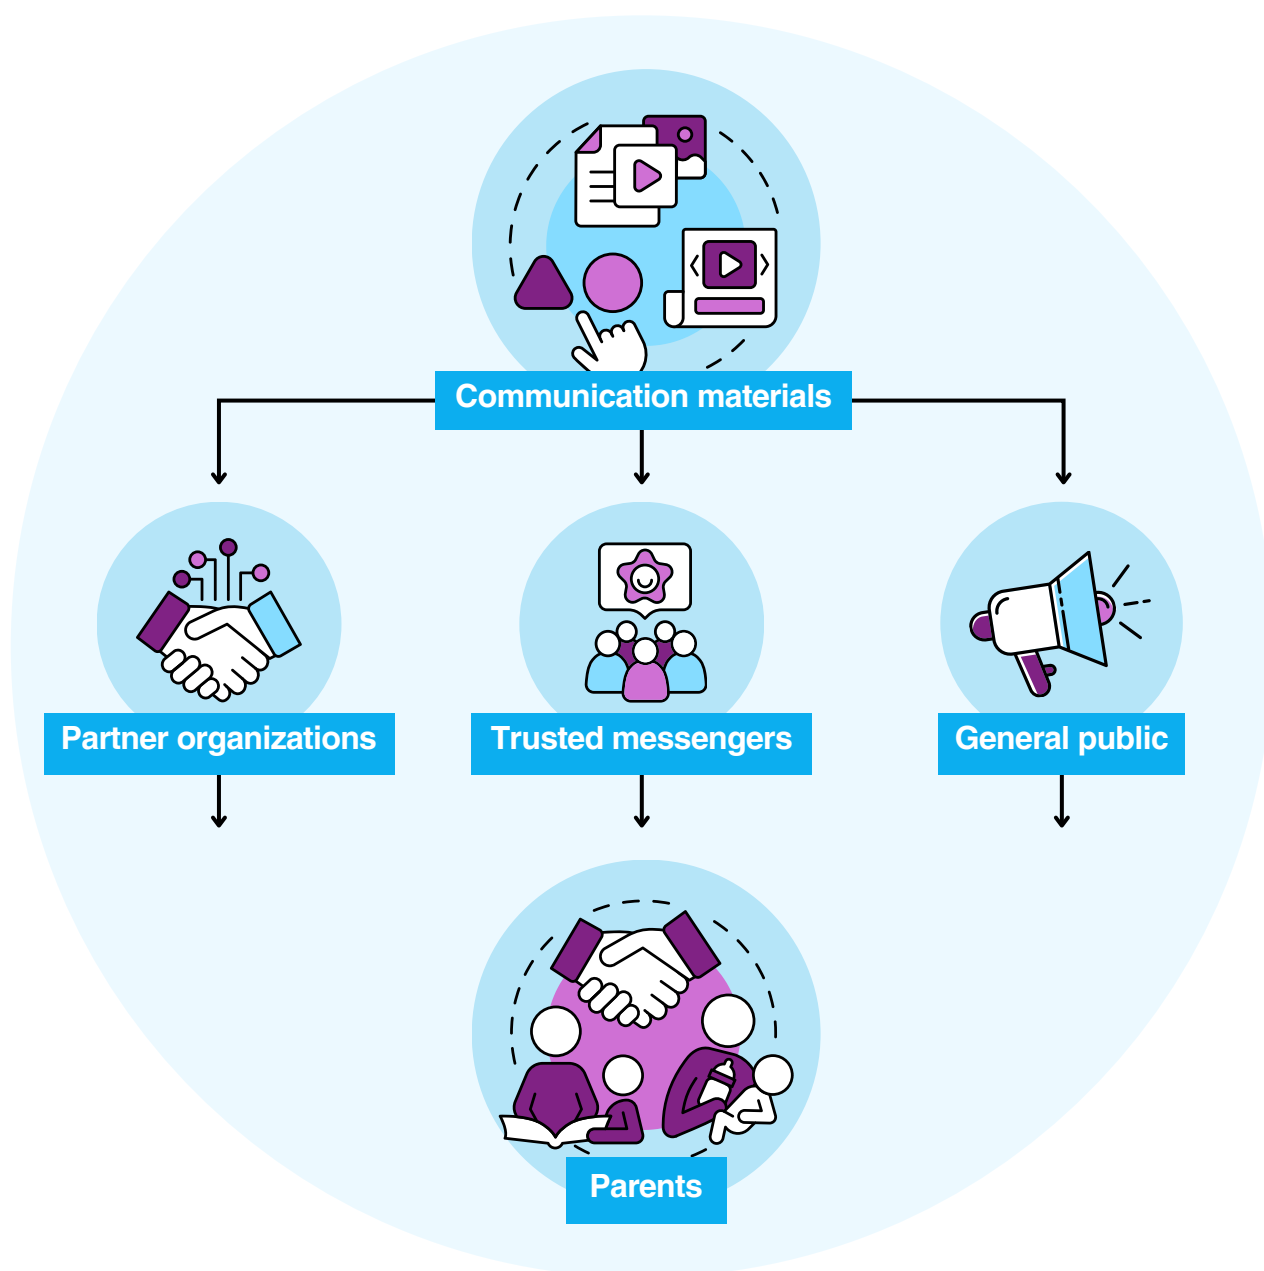 Communication materials
Partner organizations
Trusted messengers
General public
Parents